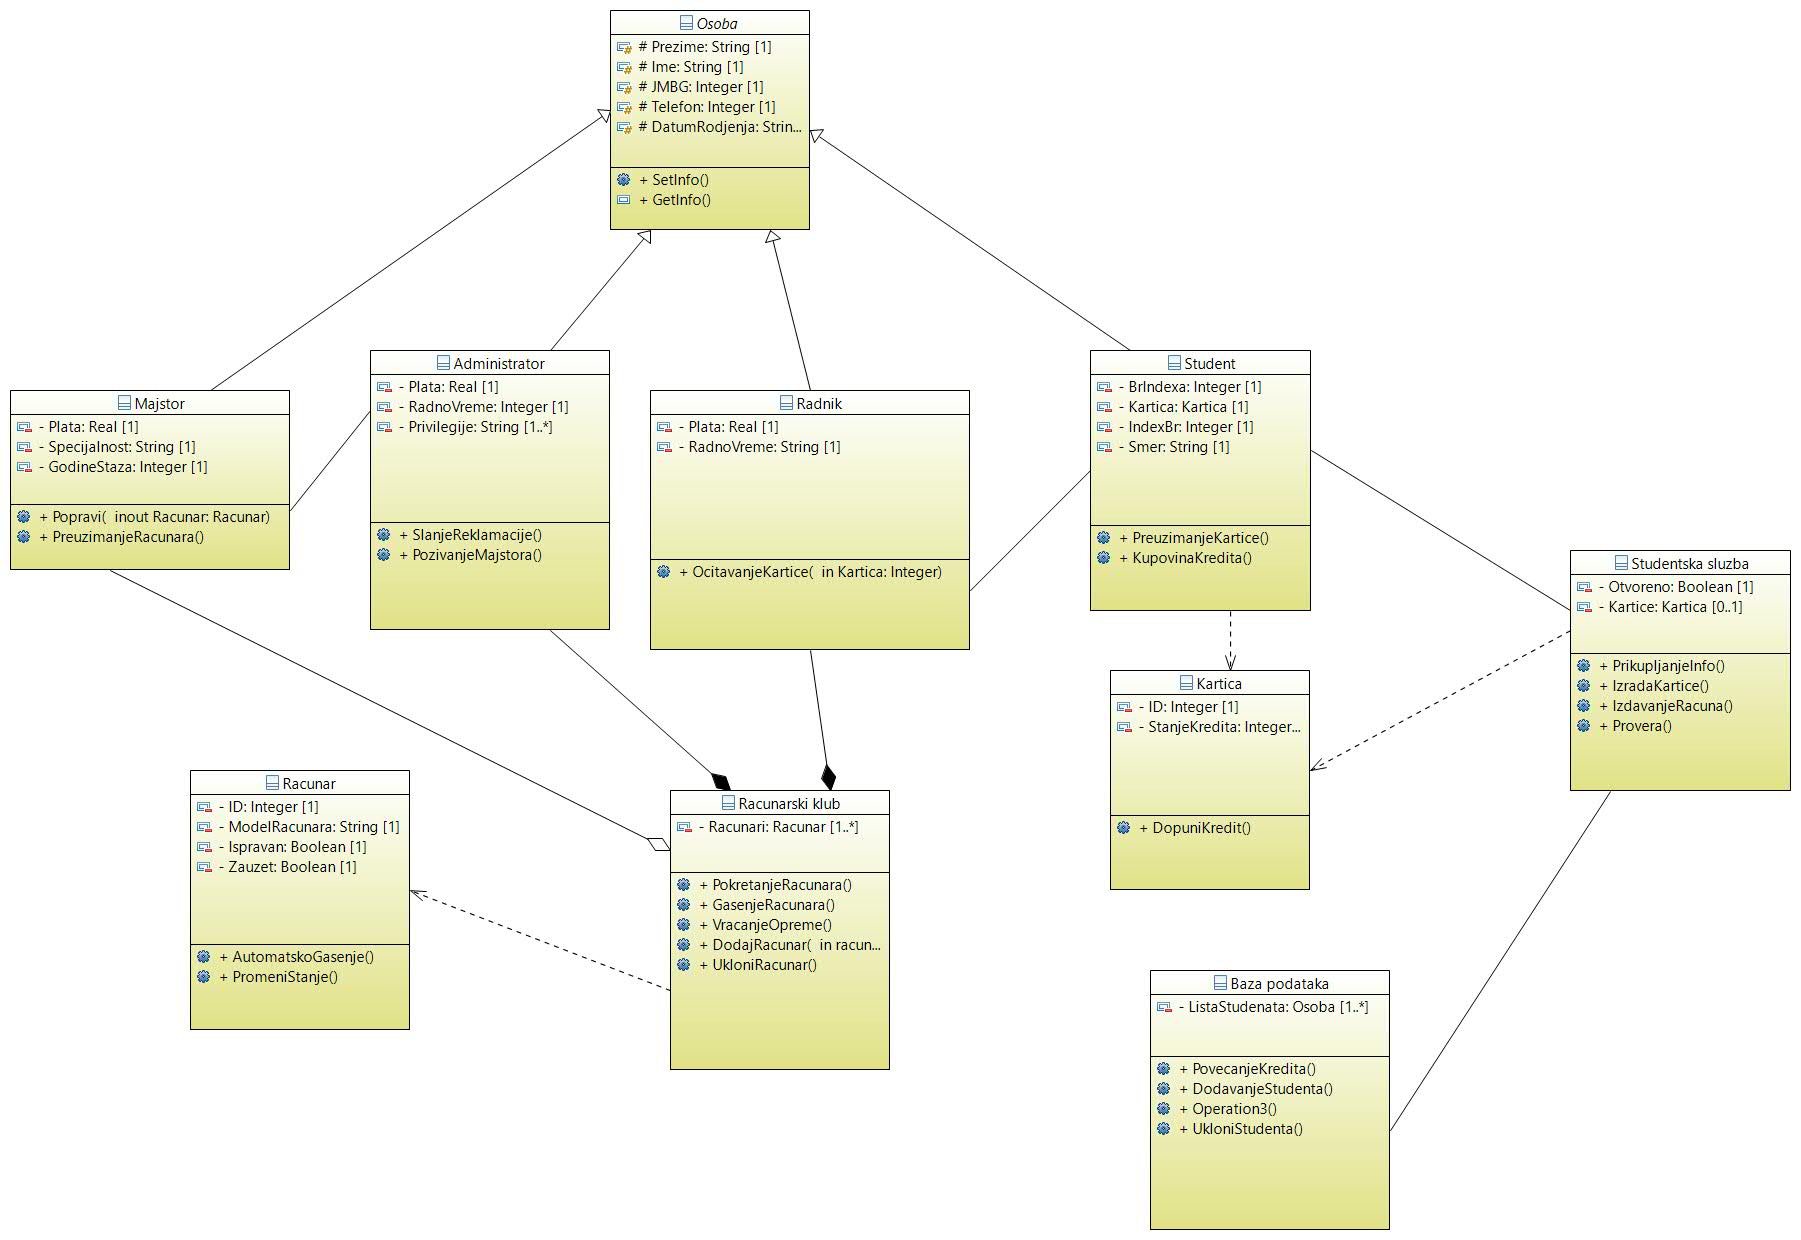 Osoba
# Prezime: String [1]
# Ime: String [1]
# JMBG: Integer [1]
# Telefon: Integer [1]
# DatumRodjenja: Strin...
+ SetInfo()
+ GetInfo()
Majstor
- Plata: Real [1]
- Specijalnost: String [1]
- GodineStaza: Integer [1]
+ Popravi(  inout Racunar: Racunar)
+ PreuzimanjeRacunara()
Administrator
- Plata: Real [1]
- RadnoVreme: Integer [1]
- Privilegije: String [1..*]
+ SlanjeReklamacije()
+ PozivanjeMajstora()
Radnik
- Plata: Real [1]
- RadnoVreme: String [1]
+ OcitavanjeKartice(  in Kartica: Integer)
Student
- BrIndexa: Integer [1]
- Kartica: Kartica [1]
- IndexBr: Integer [1]
- Smer: String [1]
+ PreuzimanjeKartice()
+ KupovinaKredita()
Studentska sluzba
- Otvoreno: Boolean [1]
- Kartice: Kartica [0..1]
+ PrikupljanjeInfo()
+ IzradaKartice()
+ IzdavanjeRacuna()
+ Provera()
Kartica
- ID: Integer [1]
- StanjeKredita: Integer...
+ DopuniKredit()
Racunar
- ID: Integer [1]
- ModelRacunara: String [1]
- Ispravan: Boolean [1]
- Zauzet: Boolean [1]
+ AutomatskoGasenje()
+ PromeniStanje()
Racunarski klub
- Racunari: Racunar [1..*]
+ PokretanjeRacunara()
+ GasenjeRacunara()
+ VracanjeOpreme()
+ DodajRacunar(  in racun...
+ UkloniRacunar()
Baza podataka
- ListaStudenata: Osoba [1..*]
+ PovecanjeKredita()
+ DodavanjeStudenta()
+ Operation3()
+ UkloniStudenta()